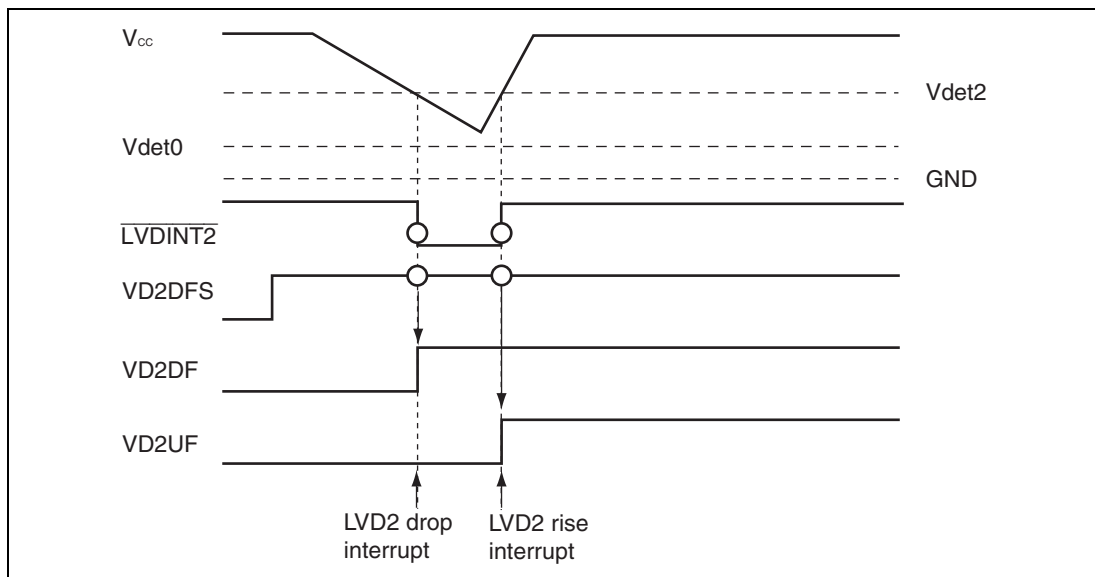 Vcc
Vdet2
Vdet0
GND
LVDINT2
VD2DFS
VD2DF
VD2UF
LVD2 drop
interrupt
LVD2 rise
interrupt